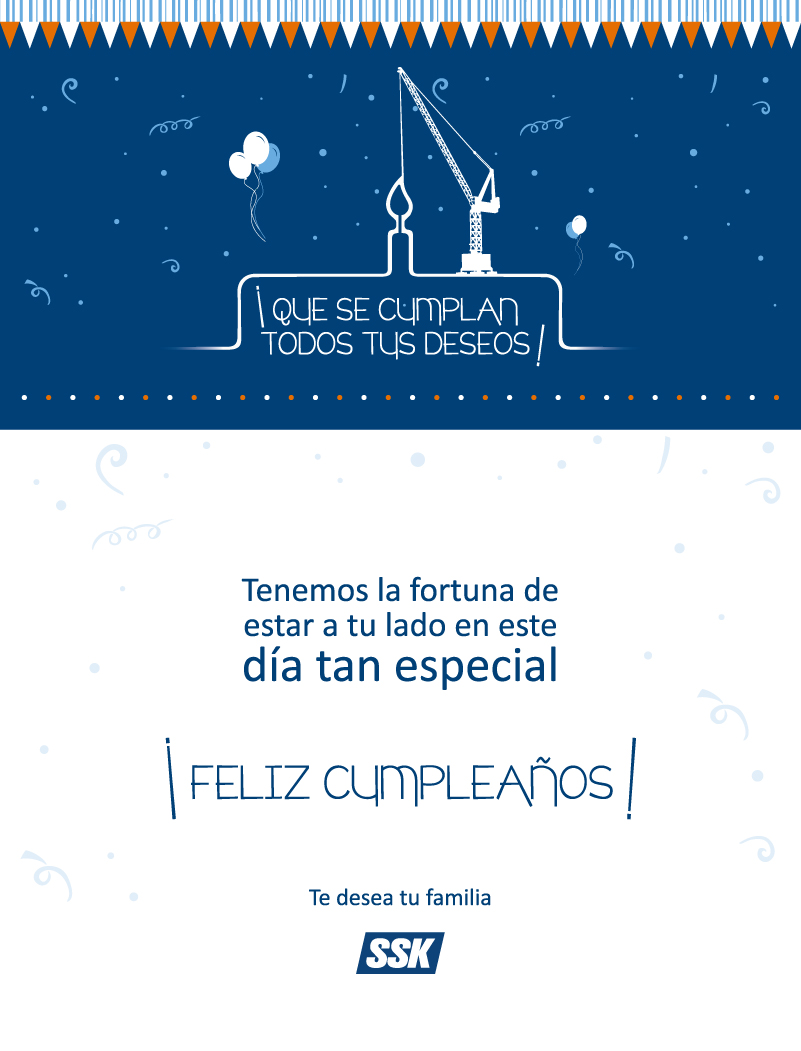 ¡QUE SE CUMPLAN
TODOS TUS DESEOS!
Tenemos la fortuna de
estar a tu lado en este
día tan especial
¡FELIZ CUMPLEAÑOS!
Te desea tu familia
SSK